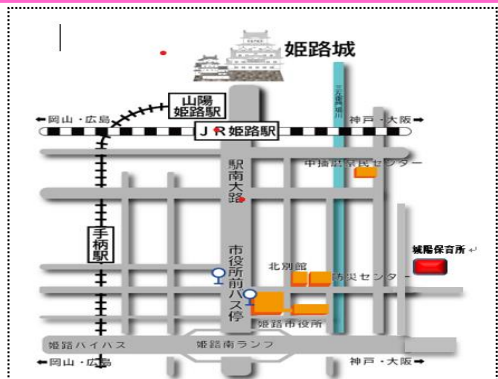 姫路城
山陽
姫路駅
←岡山・広島
神戸・大阪→
JR姫路駅
中播磨県民センター
駅南大路
手柄駅
城陽保育所
市役所前バス停
北別館
防災センター
姫路市役所
姫路バイパス
姫路南ランプ
←岡山・広島
神戸・大阪→